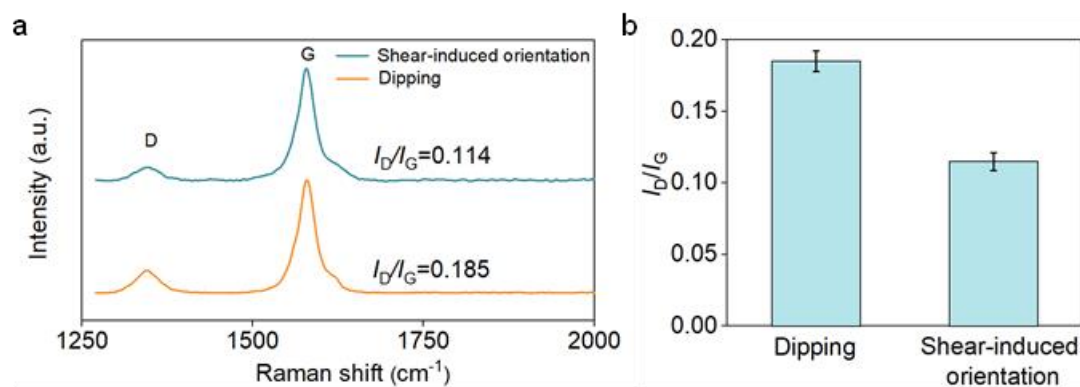 a
Intensity (a.u.)
D
G
Shear-induced orientation
Dipping
I_D/I_G=0.114
I_D/I_G=0.185
1250 1500 1750 2000
Raman shift (cm⁻¹)
b
I_D/I_G
0.20
0.15
0.10
0.05
0.00
Dipping
Shear-induced
orientation